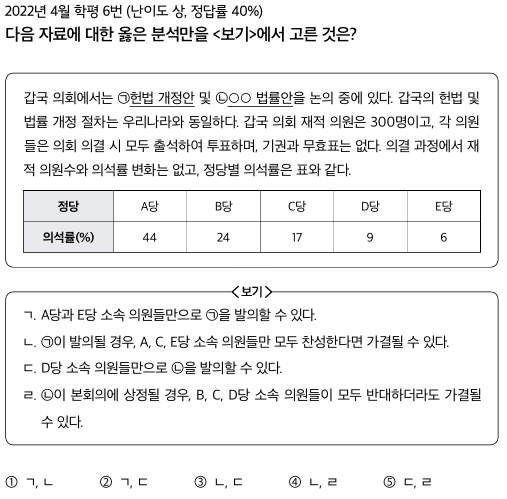 2022년 4월 학평 6번 (난이도 상, 정답률 40%)
다음 자료에 대한 옳은 분석만을 <보기>에서 고른 것은?
갑국 의회에서는 ㉠헌법 개정안 및 ㉡○○ 법률안을 논의 중에 있다. 갑국의 헌법 및
법률 개정 절차는 우리나라와 동일하다. 갑국 의회 재적 의원은 300명이고, 각 의원
들은 의회 의결 시 모두 출석하여 투표하며, 기권과 무효표는 없다. 의결 과정에서 재
적 의원수와 의석률 변화는 없고, 정당별 의석률은 표와 같다.
정당 A당 B당 C당 D당 E당
의석률(%) 44 24 17 9 6
<보기>
ㄱ. A당과 E당 소속 의원들만으로 ㉠을 발의할 수 있다.
ㄴ. ㉠이 발의될 경우, A, C, E당 소속 의원들만 모두 찬성한다면 가결될 수 있다.
ㄷ. D당 소속 의원들만으로 ㉡을 발의할 수 있다.
ㄹ. ㉡이 본회의에 상정될 경우, B, C, D당 소속 의원들이 모두 반대하더라도 가결될
수 있다.
① ㄱ, ㄴ ② ㄱ, ㄷ ③ ㄴ, ㄷ ④ ㄴ, ㄹ ⑤ ㄷ, ㄹ